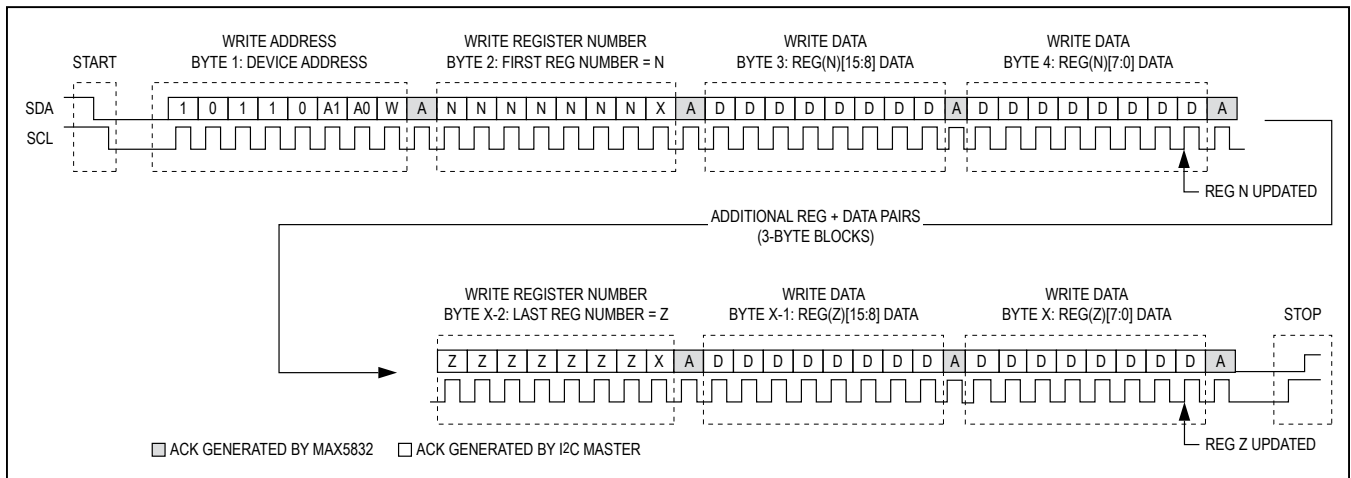 WRITE ADDRESS WRITE REGISTER NUMBER WRITE DATA WRITE DATA
START BYTE 1: DEVICE ADDRESS BYTE 2: FIRST REG NUMBER = N BYTE 3: REG(N)[15:8] DATA BYTE 4: REG(N)[7:0] DATA
SDA 1 0 1 1 0 A1 A0 W A N N N N N N N X A D D D D D D D D A D D D D D D D D A
SCL
REG N UPDATED
ADDITIONAL REG + DATA PAIRS
(3-BYTE BLOCKS)
WRITE REGISTER NUMBER WRITE DATA WRITE DATA
BYTE X-2: LAST REG NUMBER = Z BYTE X-1: REG(Z)[15:8] DATA BYTE X: REG(Z)[7:0] DATA STOP
Z Z Z Z Z Z Z X A D D D D D D D D A D D D D D D D D A
ACK GENERATED BY MAX5832 ACK GENERATED BY I2C MASTER REG Z UPDATED